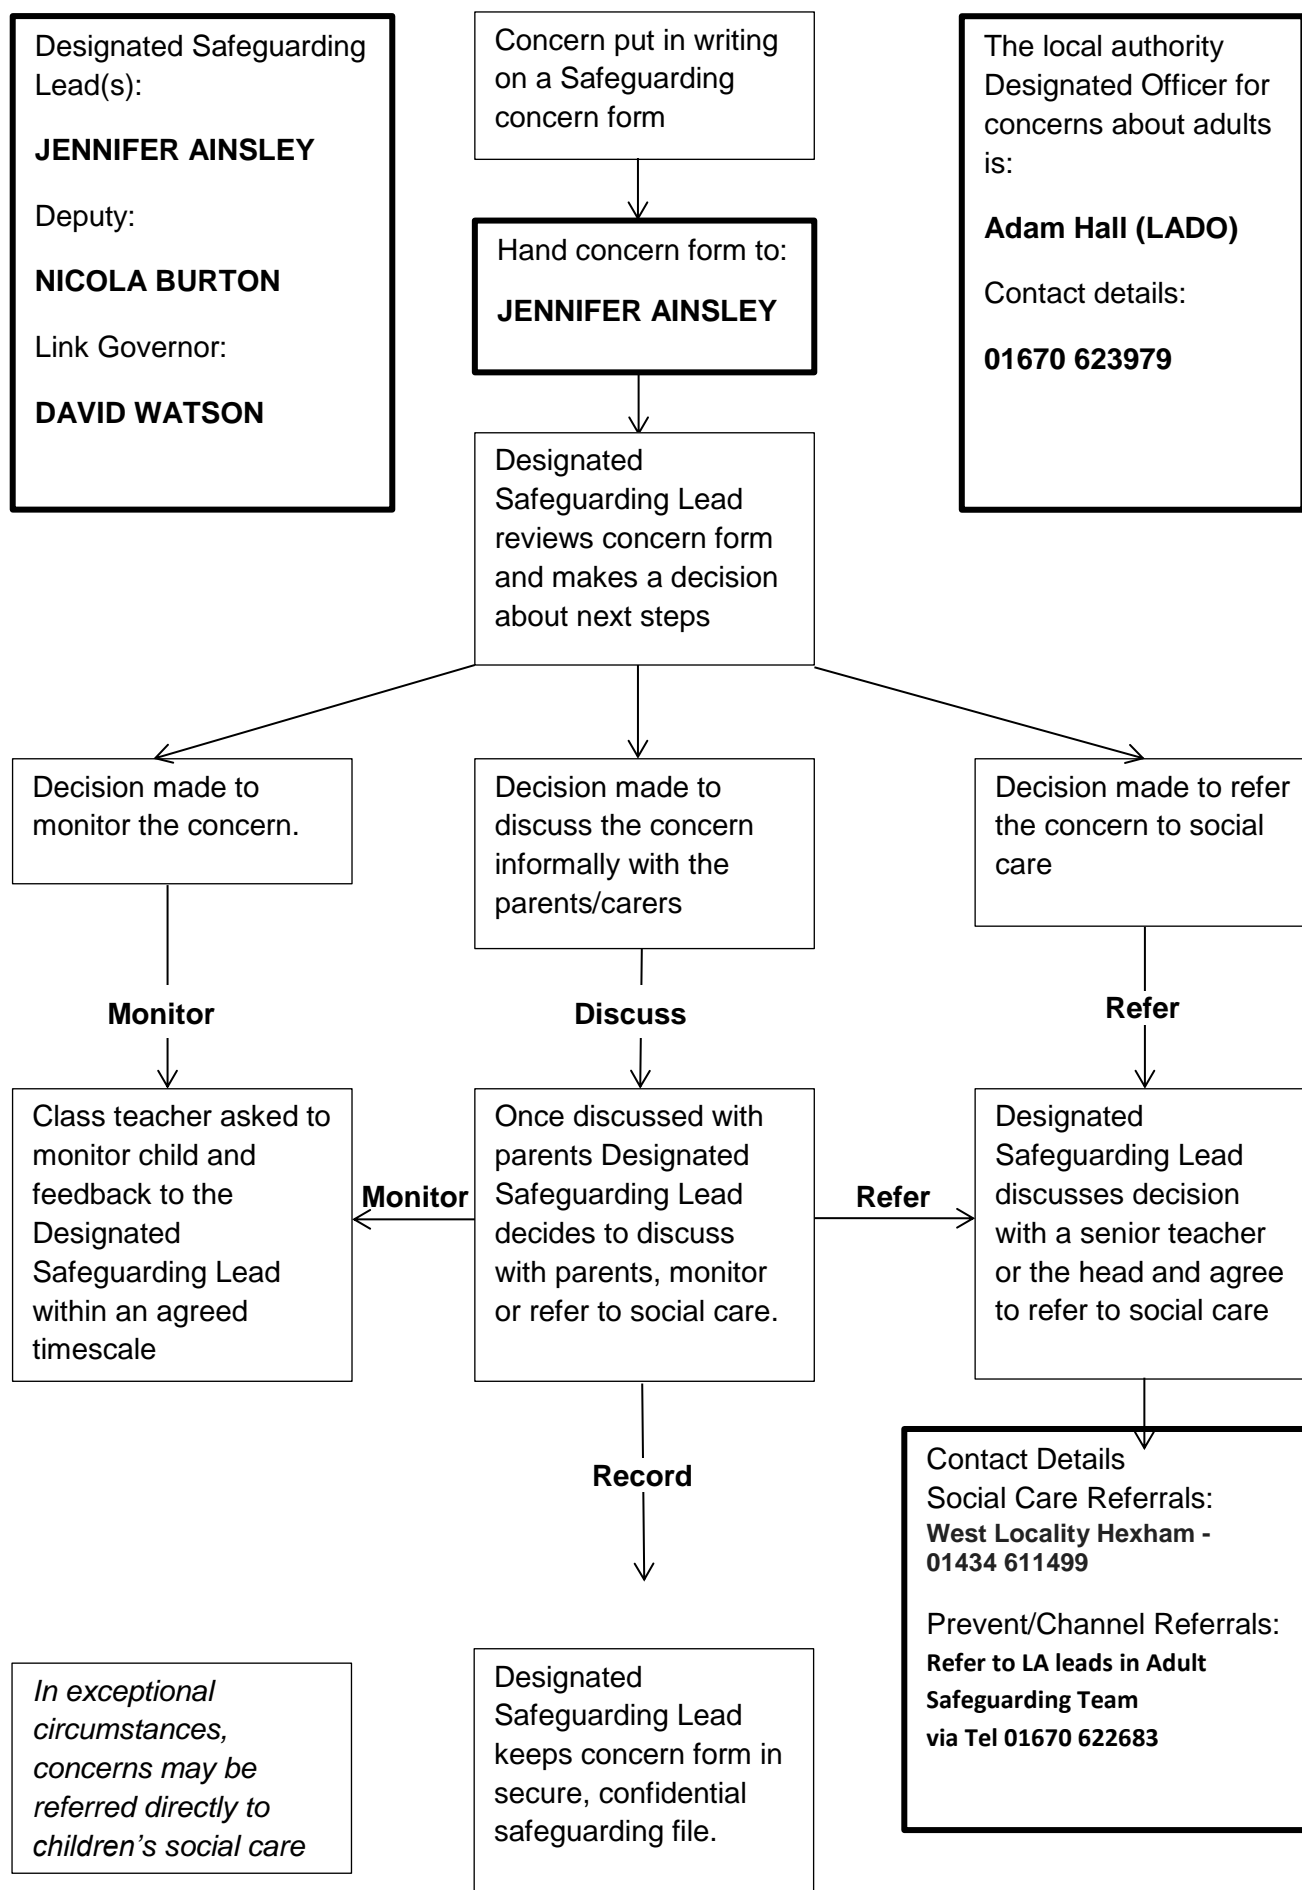 Designated Safeguarding
Lead(s):
JENNIFER AINSLEY
Deputy:
NICOLA BURTON
Link Governor:
DAVID WATSON
Concern put in writing
on a Safeguarding
concern form
The local authority
Designated Officer for
concerns about adults
is:
Adam Hall (LADO)
Contact details:
01670 623979
Hand concern form to:
JENNIFER AINSLEY
Designated
Safeguarding Lead
reviews concern form
and makes a decision
about next steps
Decision made to
monitor the concern.
Decision made to
discuss the concern
informally with the
parents/carers
Decision made to refer
the concern to social
care
Monitor
Discuss
Refer
Class teacher asked to
monitor child and
feedback to the
Designated
Safeguarding Lead
within an agreed
timescale
Monitor
Once discussed with
parents Designated
Safeguarding Lead
decides to discuss
with parents, monitor
or refer to social care.
Refer
Designated
Safeguarding Lead
discusses decision
with a senior teacher
or the head and agree
to refer to social care
Record
Contact Details
Social Care Referrals:
West Locality Hexham -
01434 611499
Prevent/Channel Referrals:
Refer to LA leads in Adult
Safeguarding Team
via Tel 01670 622683
In exceptional
circumstances,
concerns may be
referred directly to
children’s social care
Designated
Safeguarding Lead
keeps concern form in
secure, confidential
safeguarding file.